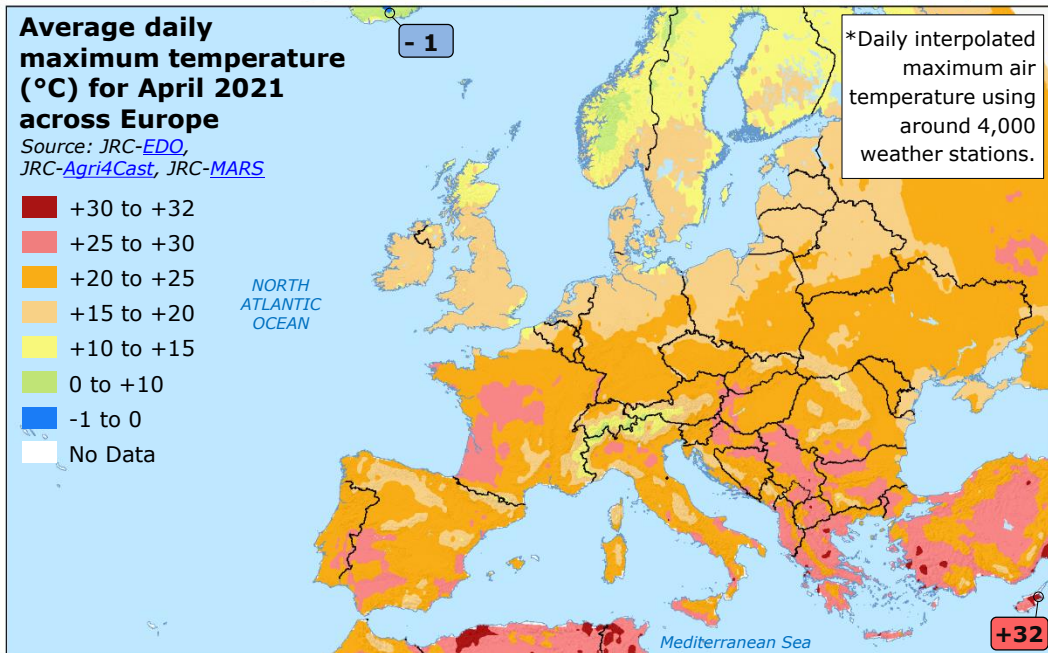 Average daily
maximum temperature
(°C) for April 2021
across Europe
Source: JRC-EDO,
JRC-Agri4Cast, JRC-MARS
+30 to +32
+25 to +30
+20 to +25
+15 to +20
+10 to +15
0 to +10
-1 to 0
No Data
- 1
*Daily interpolated
maximum air
temperature using
around 4,000
weather stations.
NORTH
ATLANTIC
OCEAN
Black Sea
Mediterranean Sea
+32